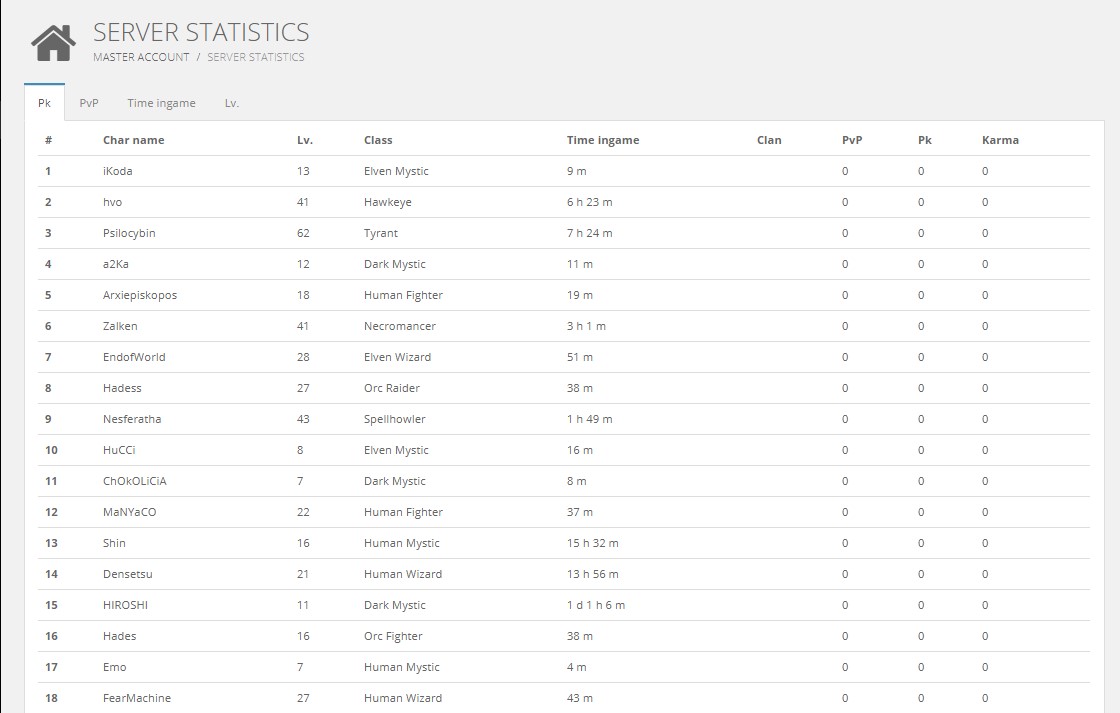 SERVER STATISTICS
MASTER ACCOUNT / SERVER STATISTICS
Pk PvP Time ingame Lv.
# Char name Lv. Class Time ingame Clan PvP Pk Karma
1 iKoda 13 Elven Mystic 9 m 0 0 0
2 hvo 41 Hawkeye 6 h 23 m 0 0 0
3 Psilocybin 62 Tyrant 7 h 24 m 0 0 0
4 a2Ka 12 Dark Mystic 11 m 0 0 0
5 Arxiepiskopos 18 Human Fighter 19 m 0 0 0
6 Zalken 41 Necromancer 3 h 1 m 0 0 0
7 EndofWorld 28 Elven Wizard 51 m 0 0 0
8 Hadess 27 Orc Raider 38 m 0 0 0
9 Nesferatha 43 Spellhowler 1 h 49 m 0 0 0
10 HuCCi 8 Elven Mystic 16 m 0 0 0
11 ChOkOLiCiA 7 Dark Mystic 8 m 0 0 0
12 MaNYaCO 22 Human Fighter 37 m 0 0 0
13 Shin 16 Human Mystic 15 h 32 m 0 0 0
14 Densetsu 21 Human Wizard 13 h 56 m 0 0 0
15 HIROSHI 11 Dark Mystic 1 d 1 h 6 m 0 0 0
16 Hades 16 Orc Fighter 38 m 0 0 0
17 Emo 7 Human Mystic 4 m 0 0 0
18 FearMachine 27 Human Wizard 43 m 0 0 0